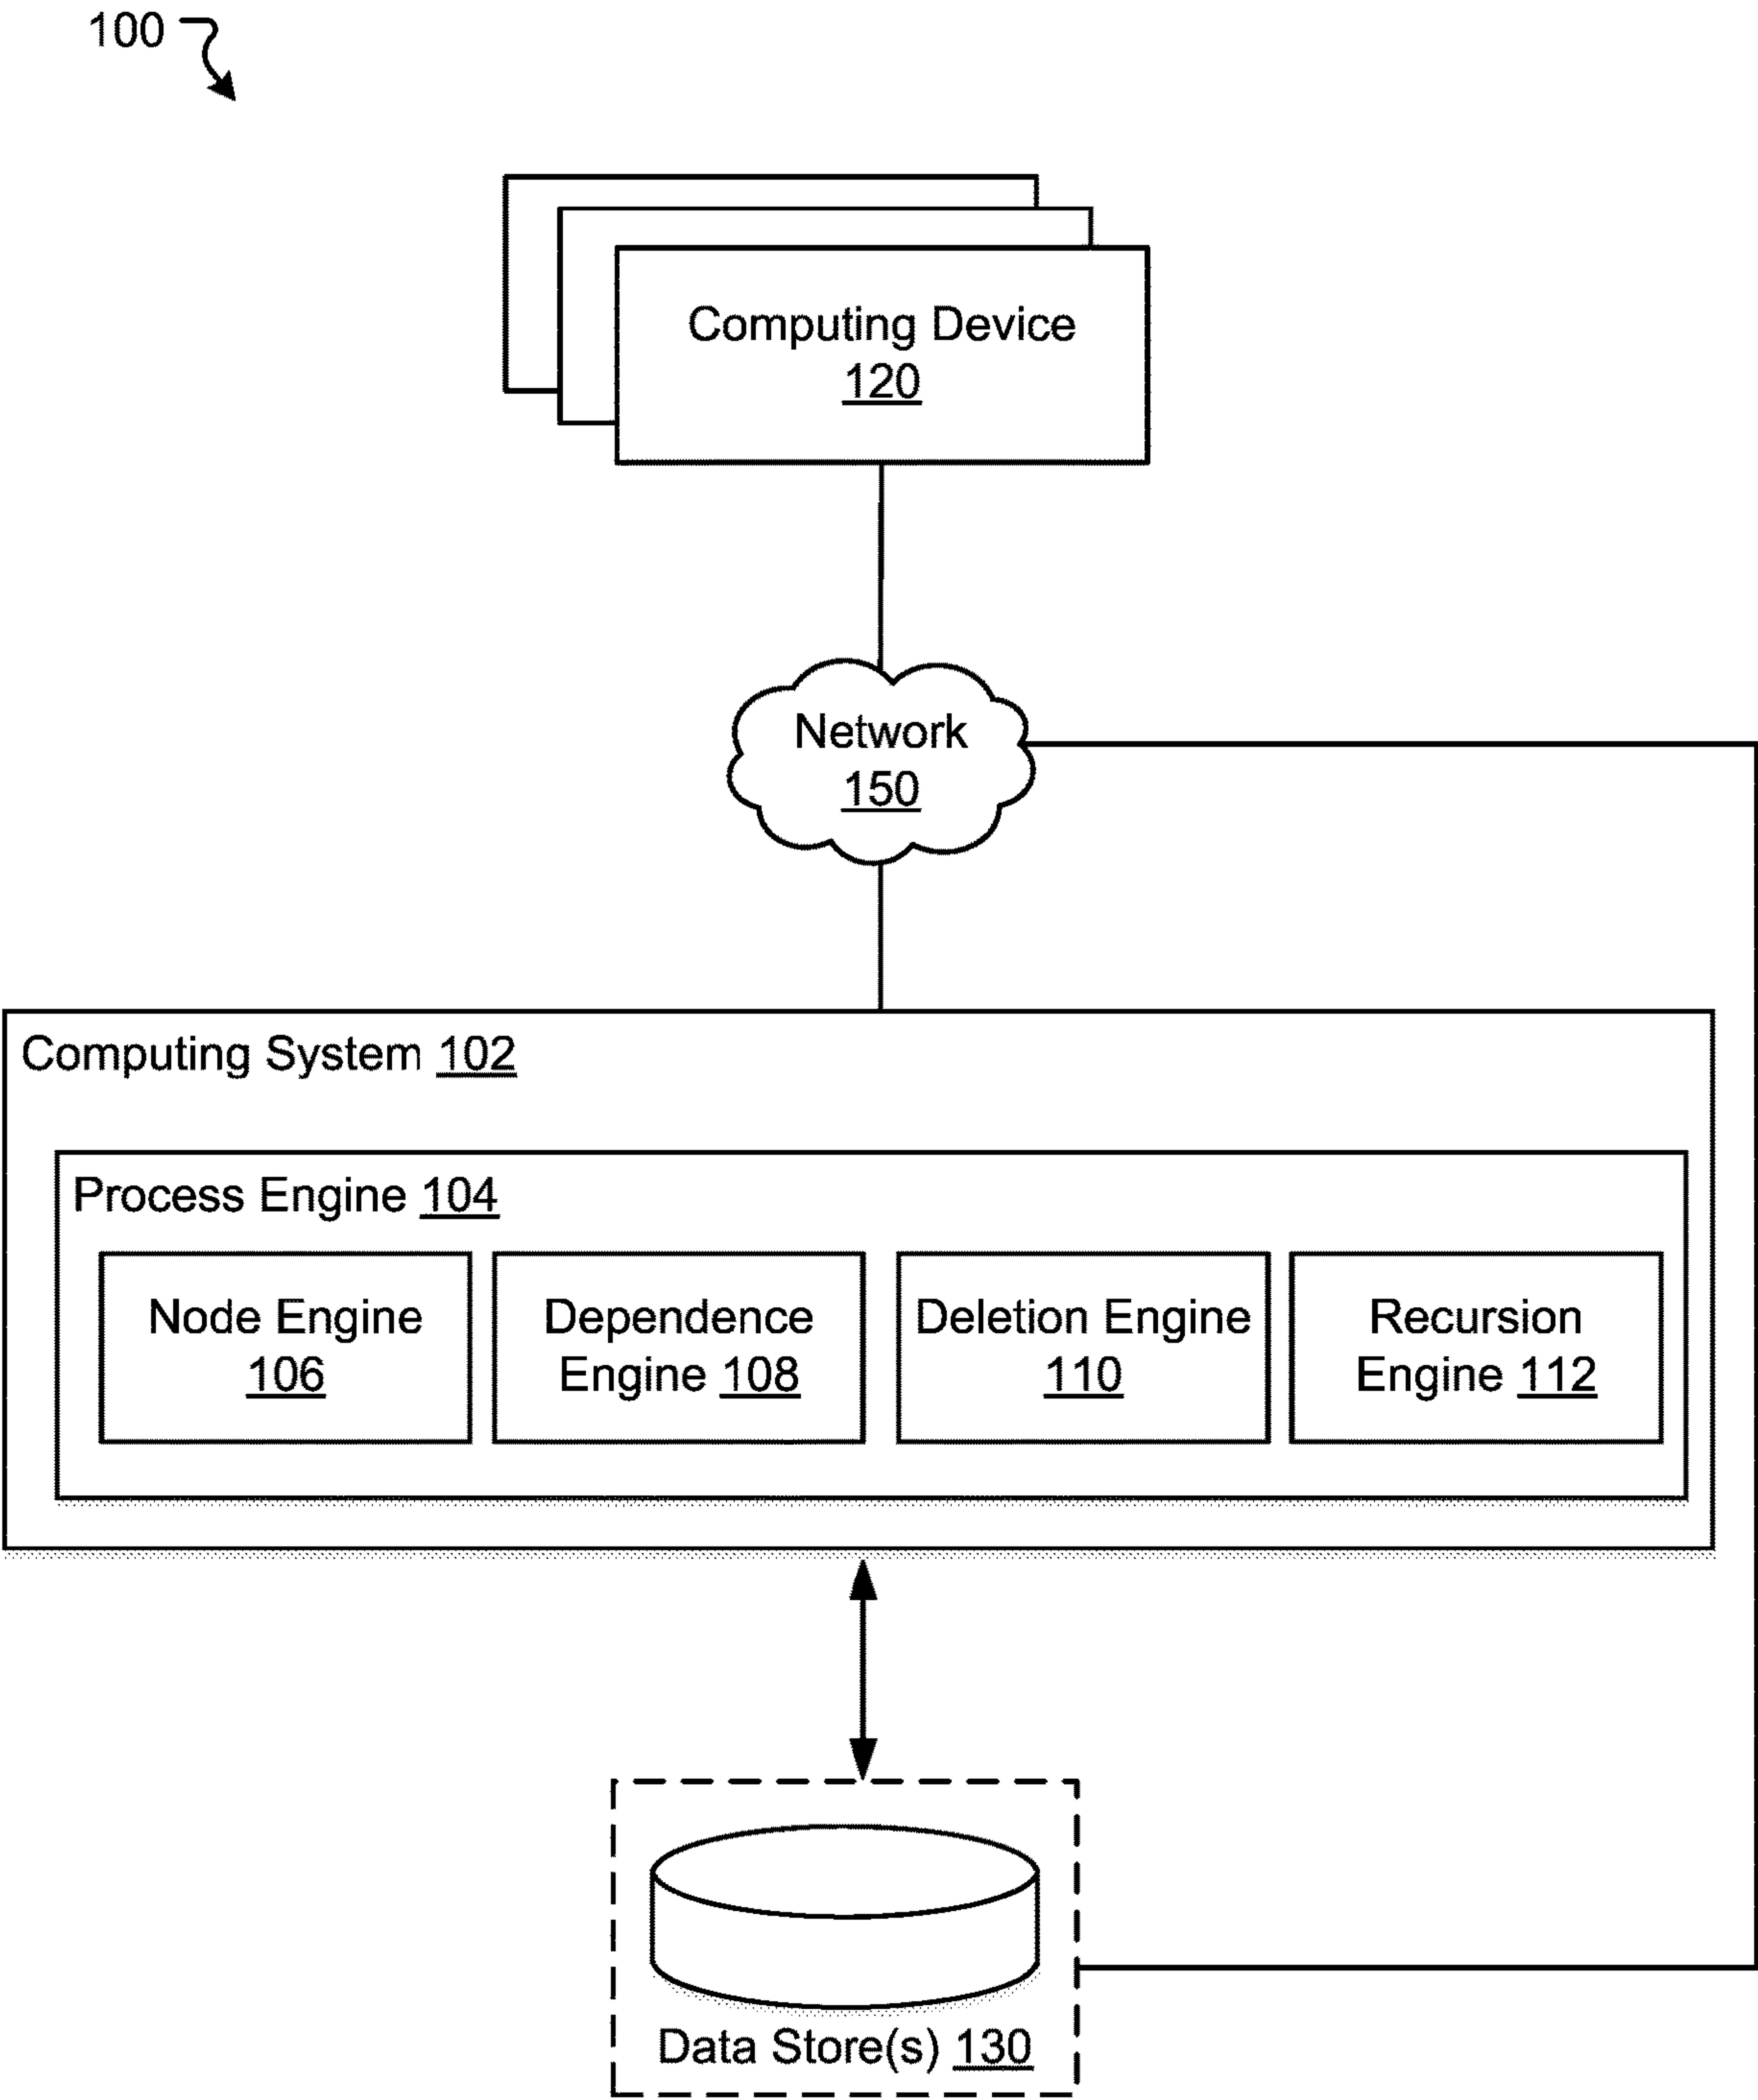 100
Computing Device
120
Network
150
Computing System 102
Process Engine 104
Node Engine
106
Dependence
Engine 108
Deletion Engine
110
Recursion
Engine 112
Data Store(s) 130